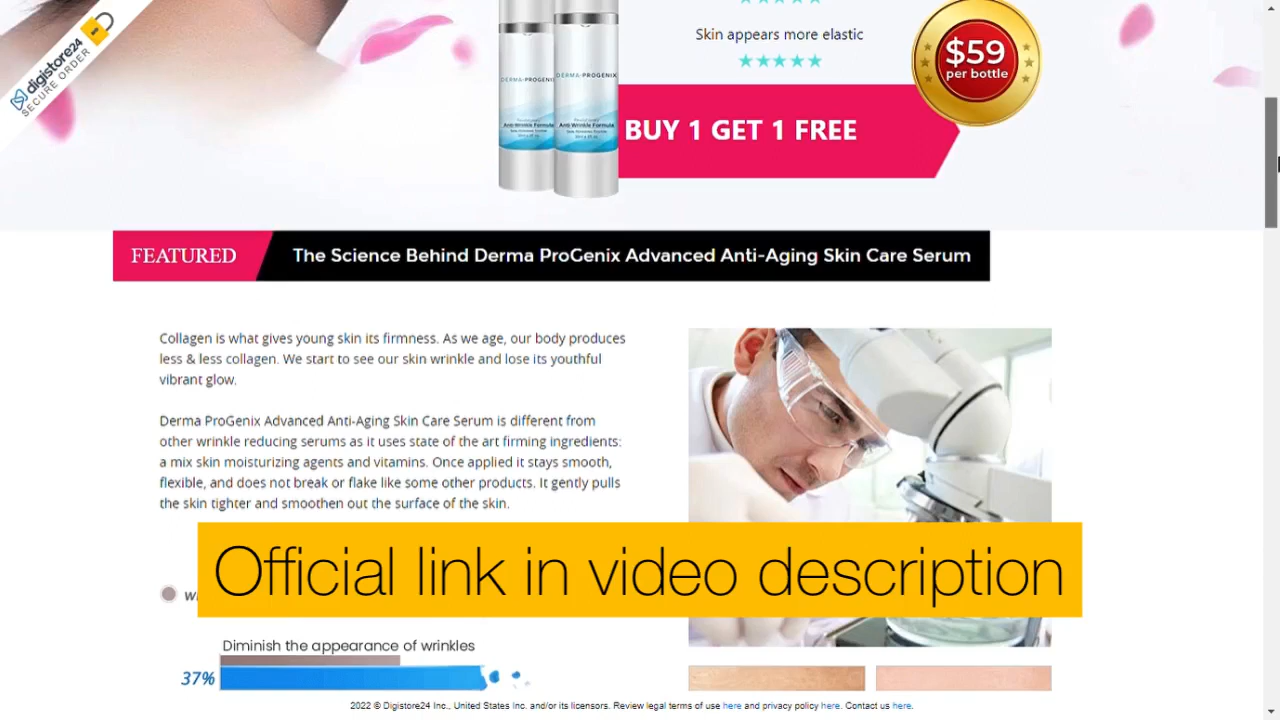 digistore24
SECURE ORDER
Skin appears more elastic
$59
per bottle
DERMA-PROGENIX
Anti-Wrinkle Formula
BUY 1 GET 1 FREE
FEATURED
The Science Behind Derma ProGenix Advanced Anti-Aging Skin Care Serum
Collagen is what gives young skin its firmness. As we age, our body produces
less & less collagen. We start to see our skin wrinkle and lose its youthful
vibrant glow.
Derma ProGenix Advanced Anti-Aging Skin Care Serum is different from
other wrinkle reducing serums as it uses state of the art firming ingredients:
a mix skin moisturizing agents and vitamins. Once applied it stays smooth,
flexible, and does not break or flake like some other products. It gently pulls
the skin tighter and smoothen out the surface of the skin.
Official link in video description
Diminish the appearance of wrinkles
37%
2022 © Digistore24 Inc., United States Inc. and/or its licensors. Review legal terms of use here and privacy policy here. Contact us here.